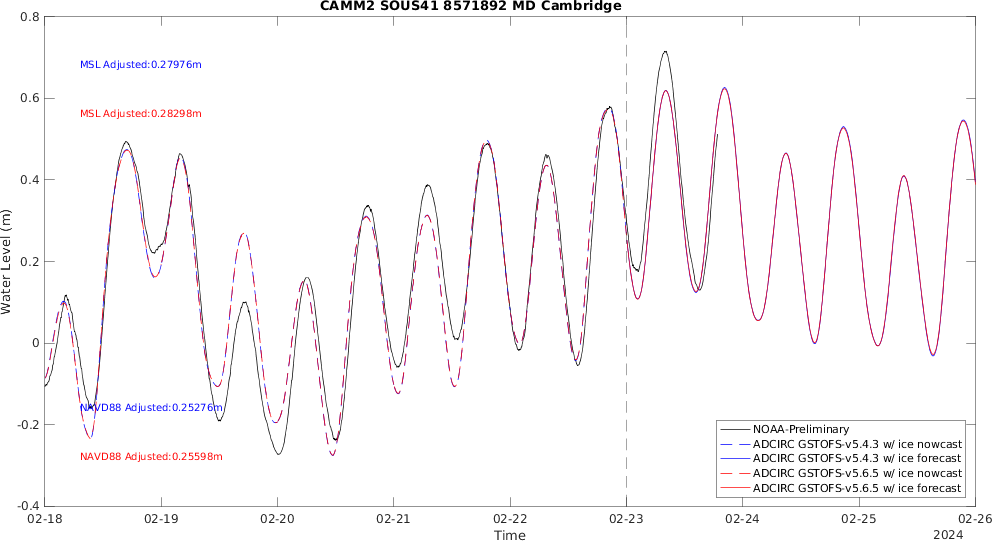 CAMM2 SOUS41 8571892 MD Cambridge
0.8
0.6
0.4
0.2
0
-0.2
-0.4
Water Level (m)
MSL Adjusted:0.27976m
MSL Adjusted:0.28298m
NAVD88 Adjusted:0.25276m
NAVD88 Adjusted:0.25598m
NOAA-Preliminary
ADCIRC GSTOFS-v5.4.3 w/ ice nowcast
ADCIRC GSTOFS-v5.4.3 w/ ice forecast
ADCIRC GSTOFS-v5.6.5 w/ ice nowcast
ADCIRC GSTOFS-v5.6.5 w/ ice forecast
02-18 02-19 02-20 02-21 02-22 02-23 02-24 02-25 02-26
Time
2024